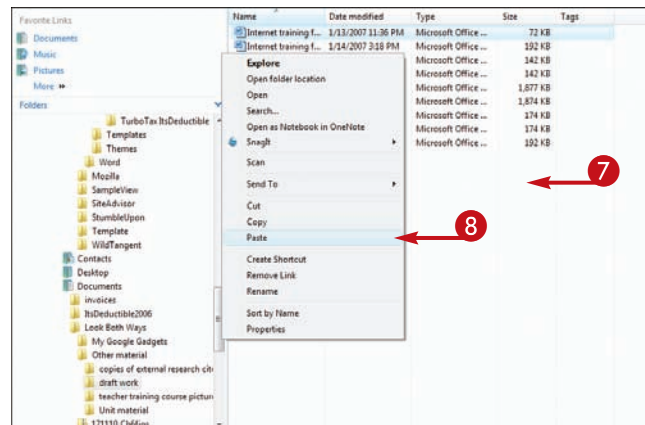 Favorite Links
Documents
Music
Pictures
More »
Folders
TurboTax ItsDeductible
Templates
Themes
Word
Mozilla
SampleView
SiteAdvisor
StumbleUpon
Template
WildTangent
Contacts
Desktop
Documents
invoices
ItsDeductible2006
Look Both Ways
My Google Gadgets
Other material
copies of external research
draft work
teacher training course
Unit material
Name Date modified Type Size Tags
Internet training f... 1/13/2007 11:36 PM Microsoft Office ... 72 KB
Internet training f... 1/14/2007 3:18 PM Microsoft Office ... 192 KB
Microsoft Office ... 142 KB
Microsoft Office ... 142 KB
Microsoft Office ... 1,877 KB
Microsoft Office ... 1,874 KB
Microsoft Office ... 174 KB
Microsoft Office ... 174 KB
Microsoft Office ... 192 KB
Explore
Open folder location
Open
Search...
Open as Notebook in OneNote
SnagIt
Scan
Send To
Cut
Copy
Paste
Create Shortcut
Remove Link
Rename
Sort by Name
Properties
7
8